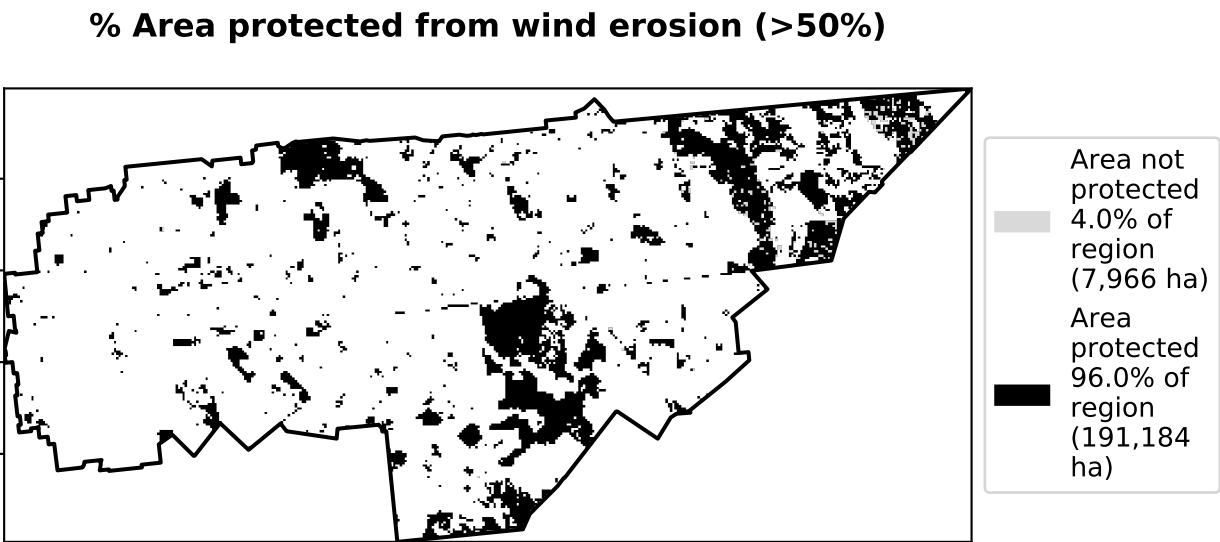 % Area protected from wind erosion (>50%)
Area not
protected
4.0% of
region
(7,966 ha)
Area
protected
96.0% of
region
(191,184
ha)